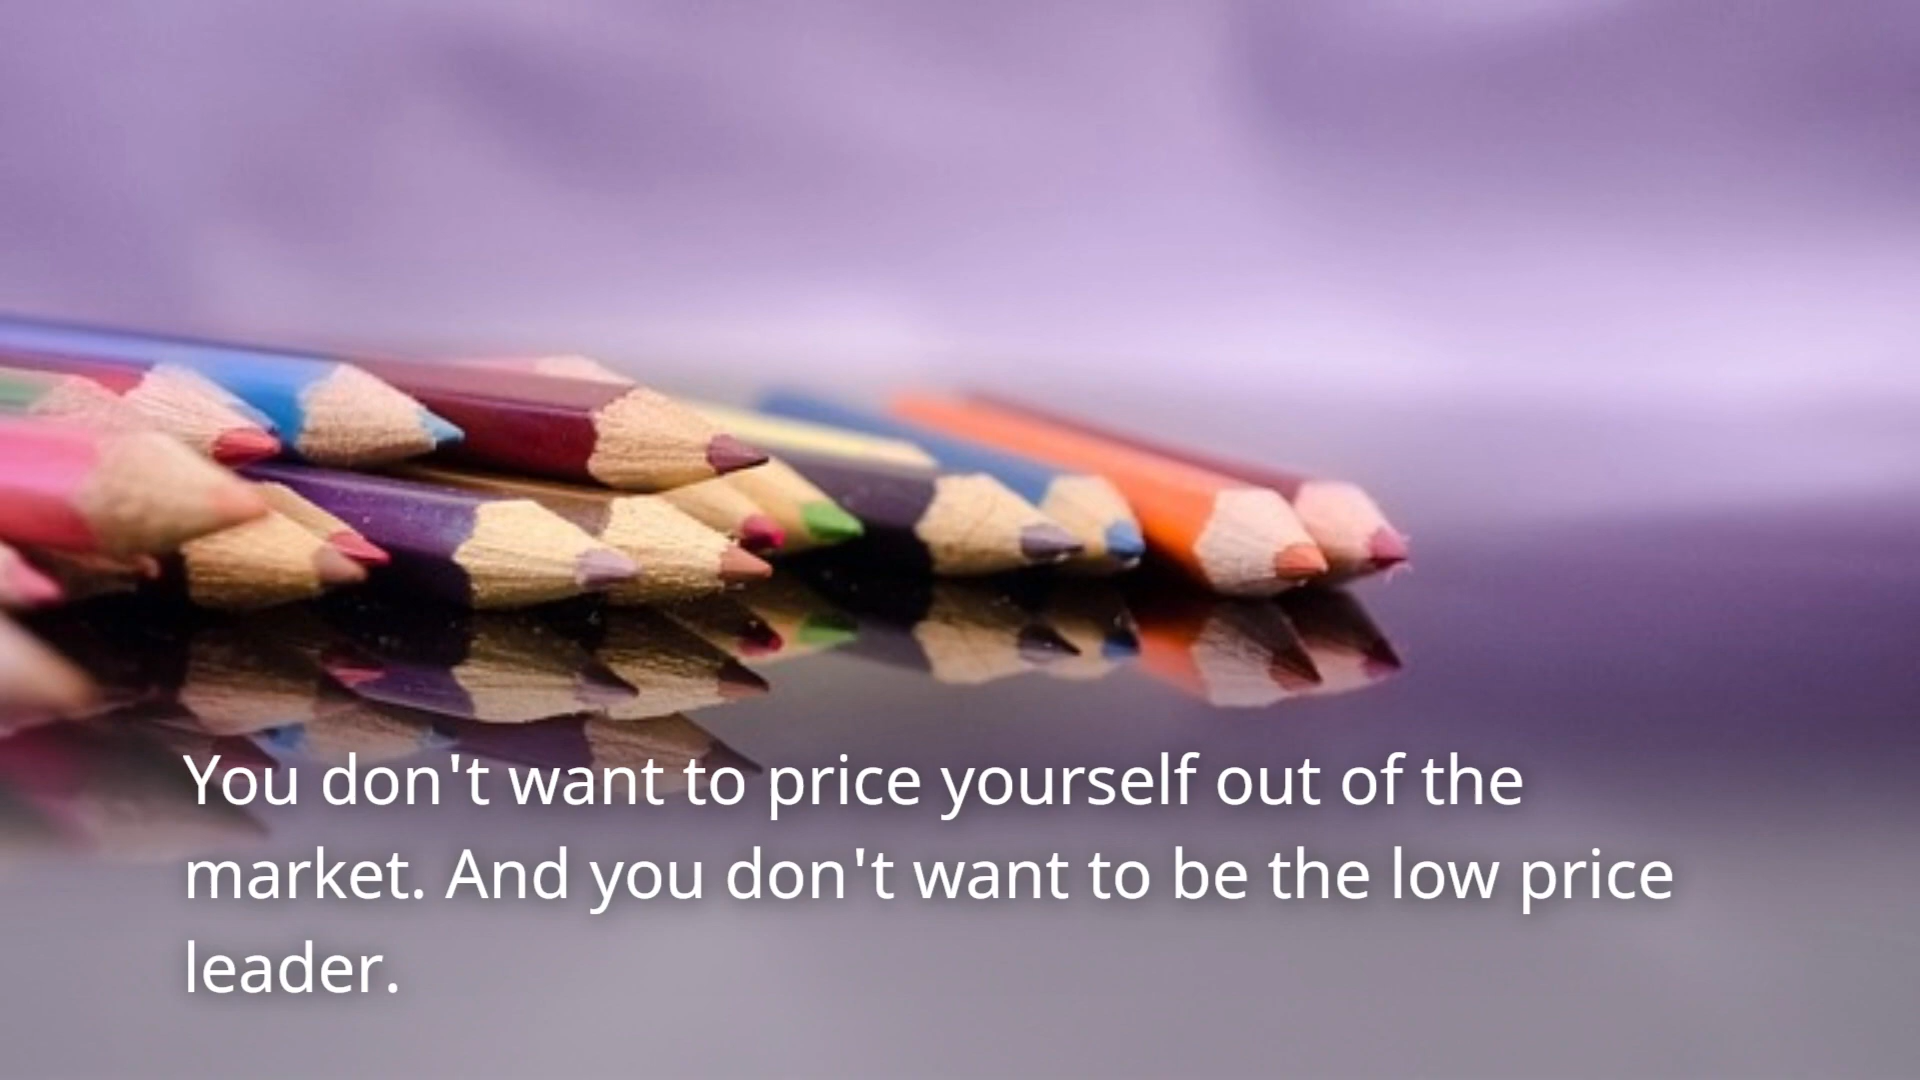 You don't want to price yourself out of the
market. And you don't want to be the low price
leader.